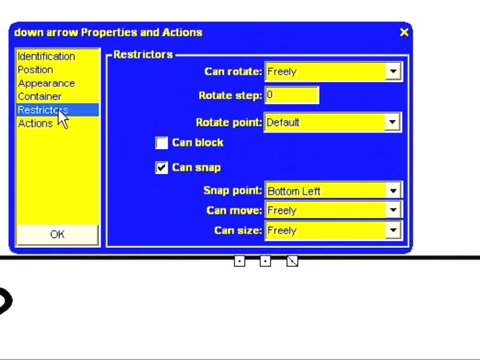 down arrow Properties and Actions
Identification
Position
Appearance
Container
Restrictors
Actions
OK
Restrictors
Can rotate: Freely
Rotate step: 0
Rotate point: Default
Can block
Can snap
Snap point: Bottom Left
Can move: Freely
Can size: Freely